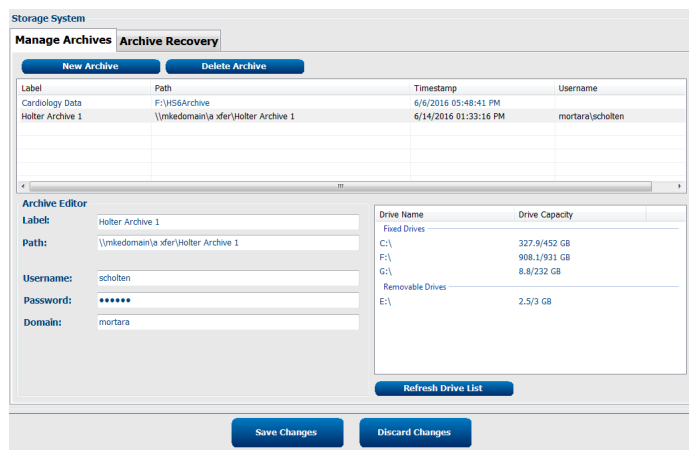 Storage System
Manage Archives Archive Recovery
New Archive Delete Archive
Label Path Timestamp Username
Cardiology Data F:\HS6Archive 6/6/2016 05:48:41 PM
Holter Archive 1 \\mkedomain\a xfer\Holter Archive 1 6/14/2016 01:33:16 PM mortara\scholten
Archive Editor
Label: Holter Archive 1
Path: \\mkedomain\a xfer\Holter Archive 1
Username: scholten
Password: ●●●●●●
Domain: mortara
Drive Name Drive Capacity
Fixed Drives
C:\ 327.9/452 GB
F:\ 908.1/931 GB
G:\ 8.8/232 GB
Removable Drives
E:\ 2.5/3 GB
Refresh Drive List
Save Changes Discard Changes